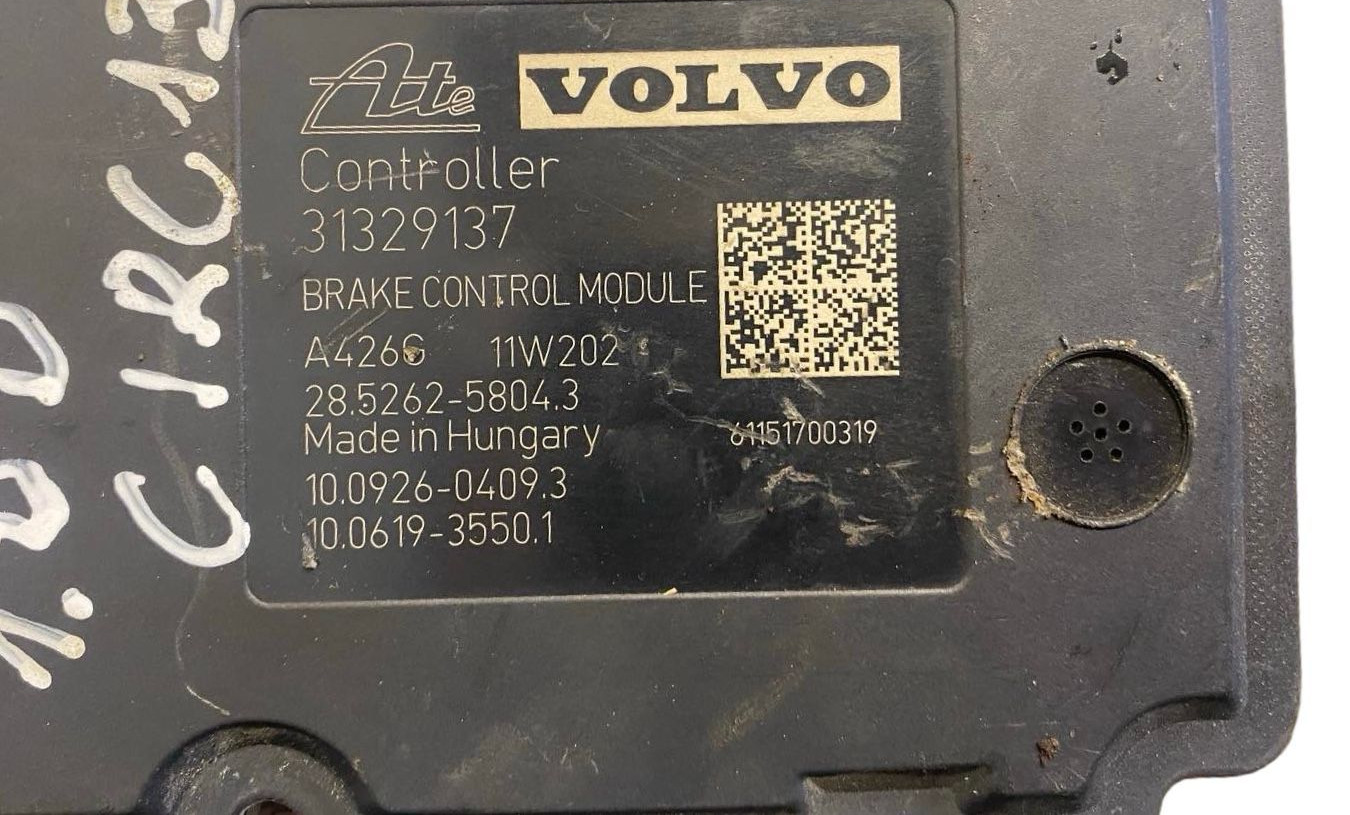 Ate VOLVO
Controller
31329137
BRAKE CONTROL MODULE
A426G 11W202
28.5262-5804.3
Made in Hungary
61151700319
10.0926-0409.3
10.0619-3550.1